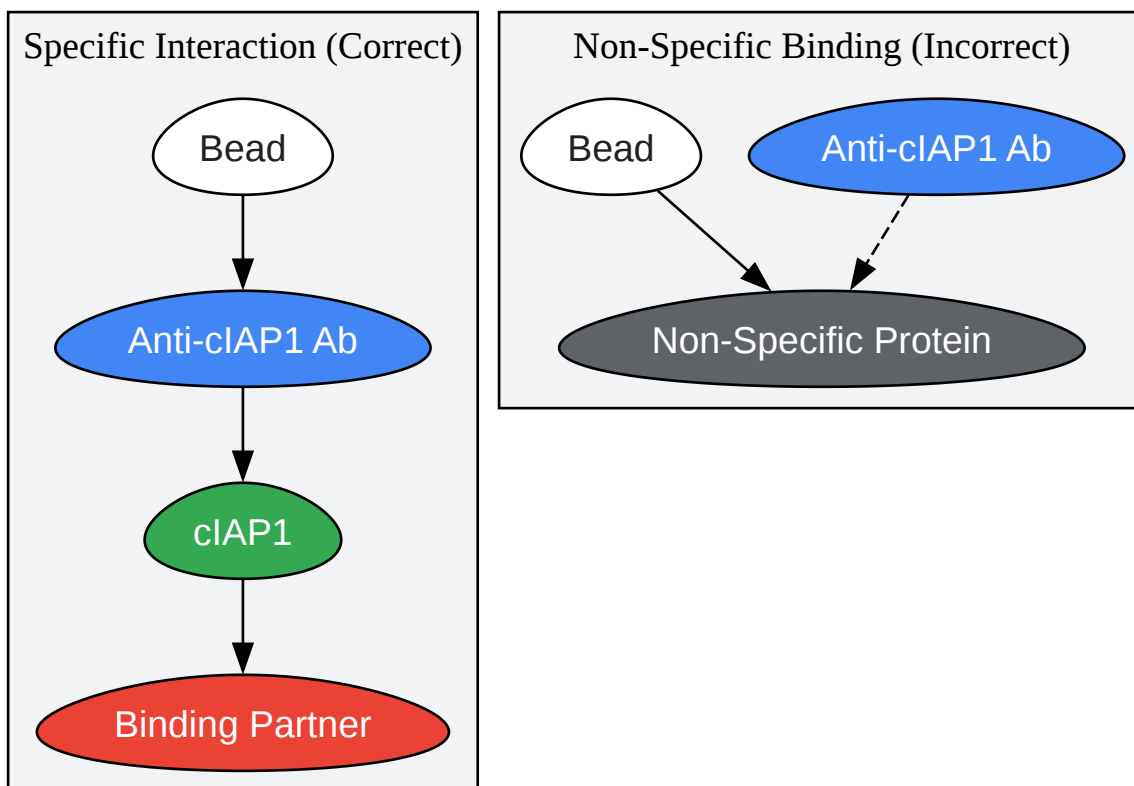 Specific Interaction (Correct)
Bead
Anti-cIAP1 Ab
cIAP1
Binding Partner
Non-Specific Binding (Incorrect)
Bead
Anti-cIAP1 Ab
Non-Specific Protein